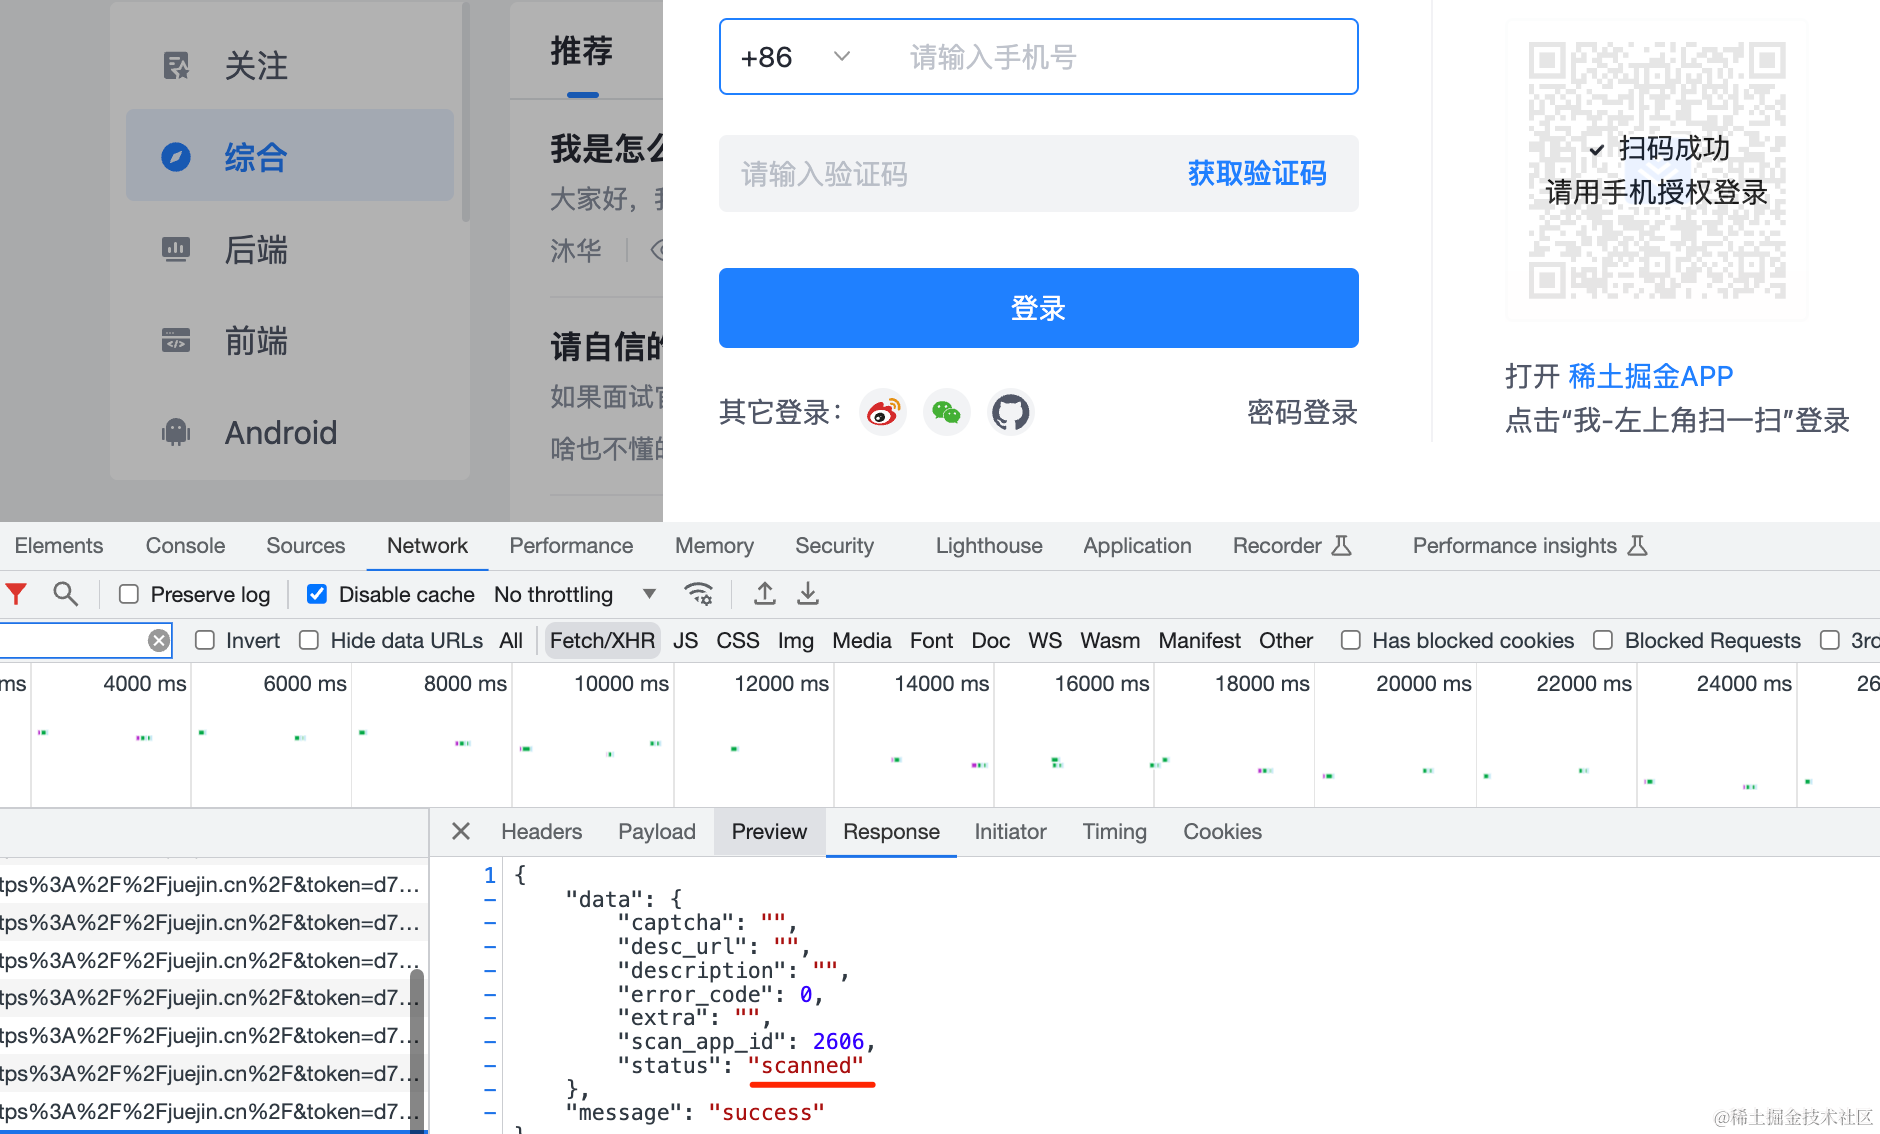 关注
综合
后端
前端
Android
推荐
我是怎么
大家好，我
沐华
请自信的
如果面试官
啥也不懂的
+86
请输入手机号
请输入验证码
获取验证码
登录
其它登录：
密码登录
扫码成功
请用手机授权登录
打开 稀土掘金APP
点击“我-左上角扫一扫”登录
Elements Console Sources Network Performance Memory Security Lighthouse Application Recorder Performance insights
Preserve log Disable cache No throttling
Invert Hide data URLs All Fetch/XHR JS CSS Img Media Font Doc WS Wasm Manifest Other Has blocked cookies Blocked Requests 3rd
ms 4000 ms 6000 ms 8000 ms 10000 ms 12000 ms 14000 ms 16000 ms 18000 ms 20000 ms 22000 ms 24000 ms 26
Headers Payload Preview Response Initiator Timing Cookies
tps%3A%2F%2Fjuejin.cn%2F&token=d7...
tps%3A%2F%2Fjuejin.cn%2F&token=d7...
tps%3A%2F%2Fjuejin.cn%2F&token=d7...
tps%3A%2F%2Fjuejin.cn%2F&token=d7...
tps%3A%2F%2Fjuejin.cn%2F&token=d7...
tps%3A%2F%2Fjuejin.cn%2F&token=d7...
tps%3A%2F%2Fjuejin.cn%2F&token=d7...
1 {
"data": {
"captcha": "",
"desc_url": "",
"description": "",
"error_code": 0,
"extra": "",
"scan_app_id": 2606,
"status": "scanned"
},
"message": "success"
}
@稀土掘金技术社区